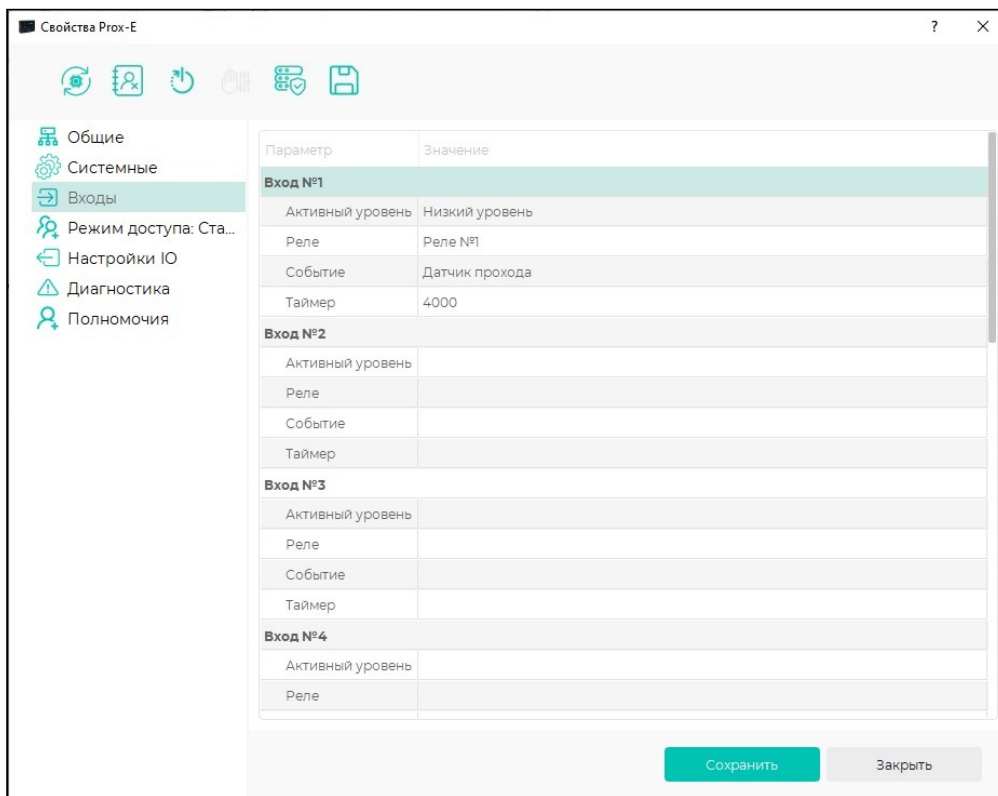 Свойства Prox-E
?
Общие
Системные
Входы
Режим доступа: Ста...
Настройки IO
Диагностика
Полномочия
Параметр Значение
Вход №1
Активный уровень Низкий уровень
Реле Реле №1
Событие Датчик прохода
Таймер 4000
Вход №2
Активный уровень
Реле
Событие
Таймер
Вход №3
Активный уровень
Реле
Событие
Таймер
Вход №4
Активный уровень
Реле
Сохранить Закрыть